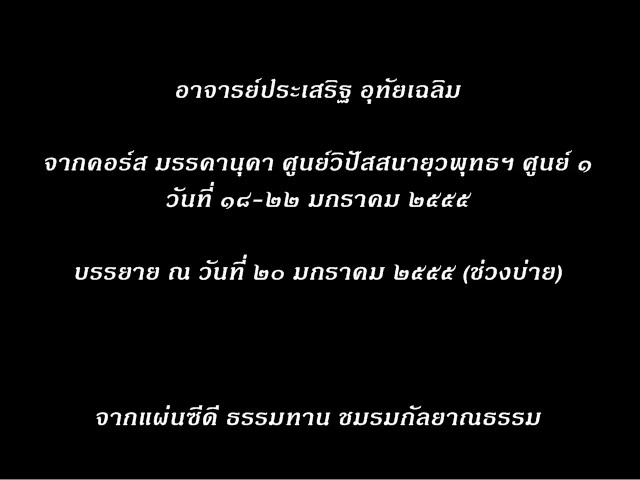 อาจารย์ประเสริฐ อุทัยเฉลิม
จากคอร์ส มรรคานุคา ศูนย์วิปัสสนายุวพุทธฯ ศูนย์ ๑
วันที่ ๑๘-๒๒ มกราคม ๒๕๕๕
บรรยาย ณ วันที่ ๒๐ มกราคม ๒๕๕๕ (ช่วงบ่าย)
จากแผ่นซีดี ธรรมทาน ชมรมกัลยาณธรรม